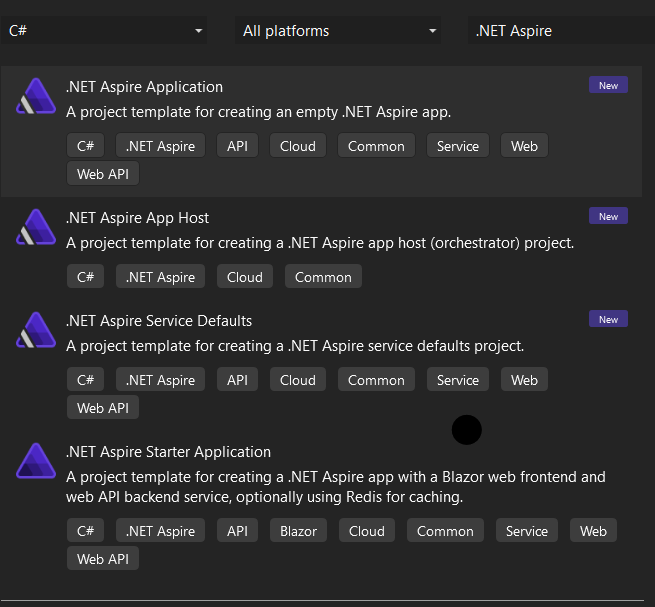 C# All platforms .NET Aspire
.NET Aspire Application New
A project template for creating an empty .NET Aspire app.
C# .NET Aspire API Cloud Common Service Web
Web API
.NET Aspire App Host New
A project template for creating a .NET Aspire app host (orchestrator) project.
C# .NET Aspire Cloud Common
.NET Aspire Service Defaults New
A project template for creating a .NET Aspire service defaults project.
C# .NET Aspire API Cloud Common Service Web
Web API
.NET Aspire Starter Application
A project template for creating a .NET Aspire app with a Blazor web frontend and
web API backend service, optionally using Redis for caching.
C# .NET Aspire API Blazor Cloud Common Service Web
Web API